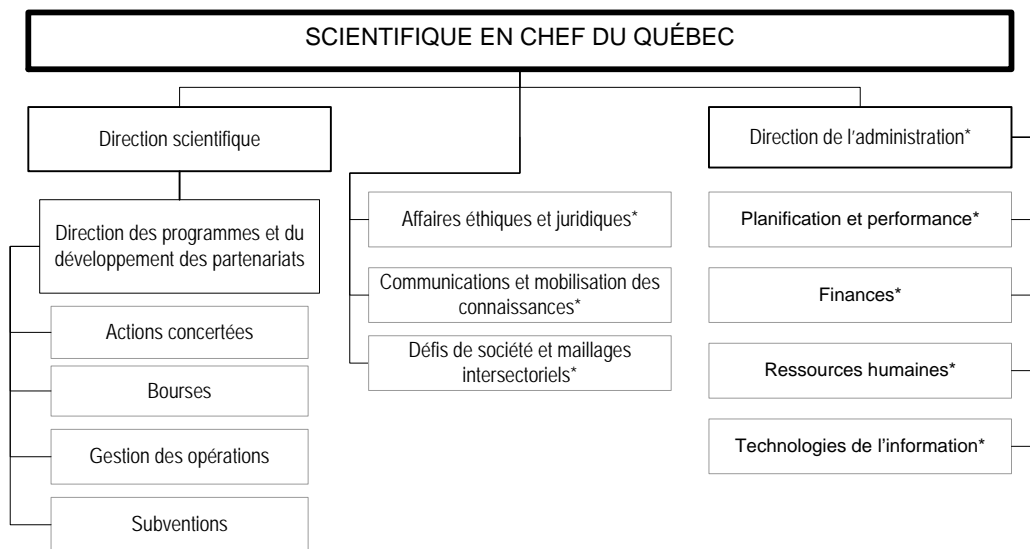 SCIENTIFIQUE EN CHEF DU QUÉBEC
Direction scientifique
Direction des programmes et du
développement des partenariats
Actions concertées
Bourses
Gestion des opérations
Subventions
Affaires éthiques et juridiques*
Communications et mobilisation des
connaissances*
Défis de société et maillages
intersectoriels*
Direction de l'administration*
Planification et performance*
Finances*
Ressources humaines*
Technologies de l'information*